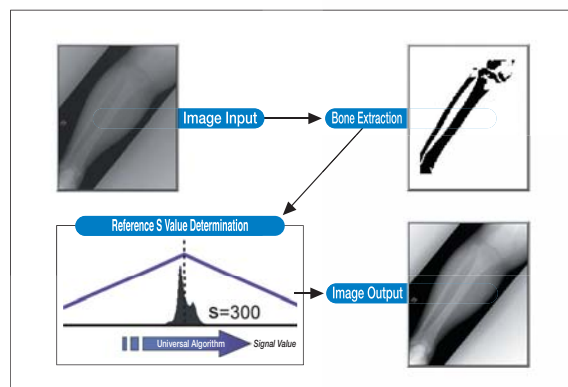 Image Input
Bone Extraction
Reference S Value Determination
s=300
Universal Algorithm
Signal Value
Image Output